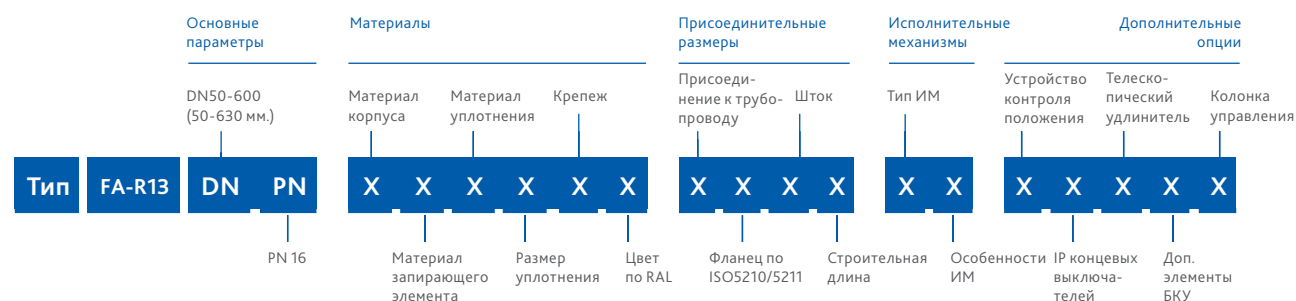 Основные
параметры
Материалы
Присоединительные
размеры
Исполнительные
механизмы
Дополнительные
опции
DN50-600
(50-630 мм.)
Материал
корпуса
Материал
уплотнения
Крепеж
Присоеди-
нение к трубо-
проводу
Шток
Тип ИМ
Устройство
контроля
положения
Телеско-
пический
удлинитель
Колонка
управления
Тип FA-R13 DN PN X X X X X X X X X X X X X X X X X
PN 16
Материал
запирающего
элемента
Размер
уплотнения
Цвет
по RAL
Фланец по
ISO5210/5211
Строительная
длина
Особенности
ИМ
IP концевых
выключа-
телей
Доп.
элементы
БКУ